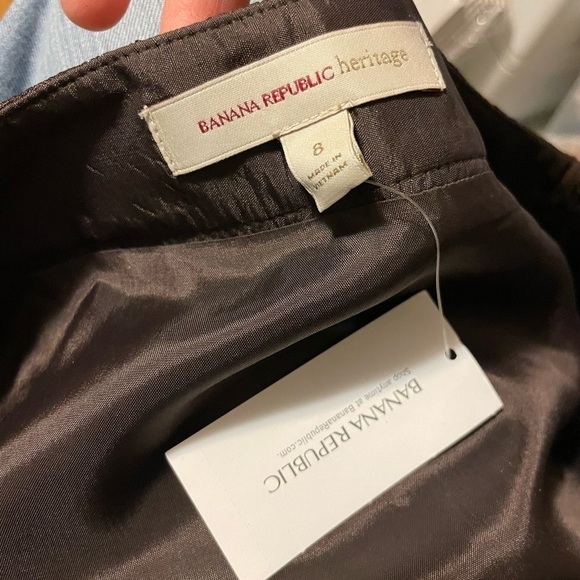 BANANA REPUBLIC heritage
8
MADE IN
VIETNAM
BANANA REPUBLIC
Shop anytime at BananaRepublic.com.